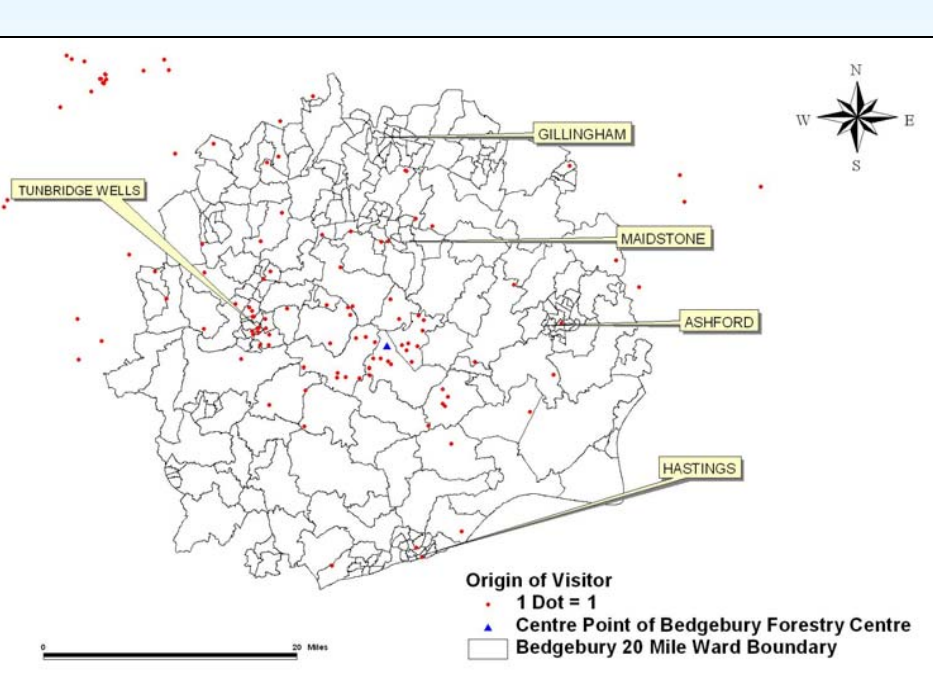 N
W E
S
GILLINGHAM
TUNBRIDGE WELLS
MAIDSTONE
ASHFORD
HASTINGS
Origin of Visitor
1 Dot = 1
Centre Point of Bedgebury Forestry Centre
Bedgebury 20 Mile Ward Boundary
0 20 Miles